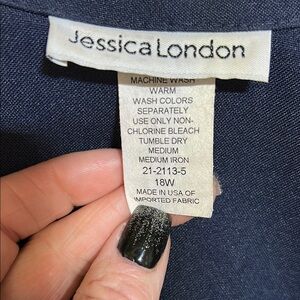 Jessica London
MACHINE WASH
WARM
WASH COLORS
SEPARATELY
USE ONLY NON-
CHLORINE BLEACH
TUMBLE DRY
MEDIUM
MEDIUM IRON
21-2113-5
18W
MADE IN USA OF
IMPORTED FABRIC